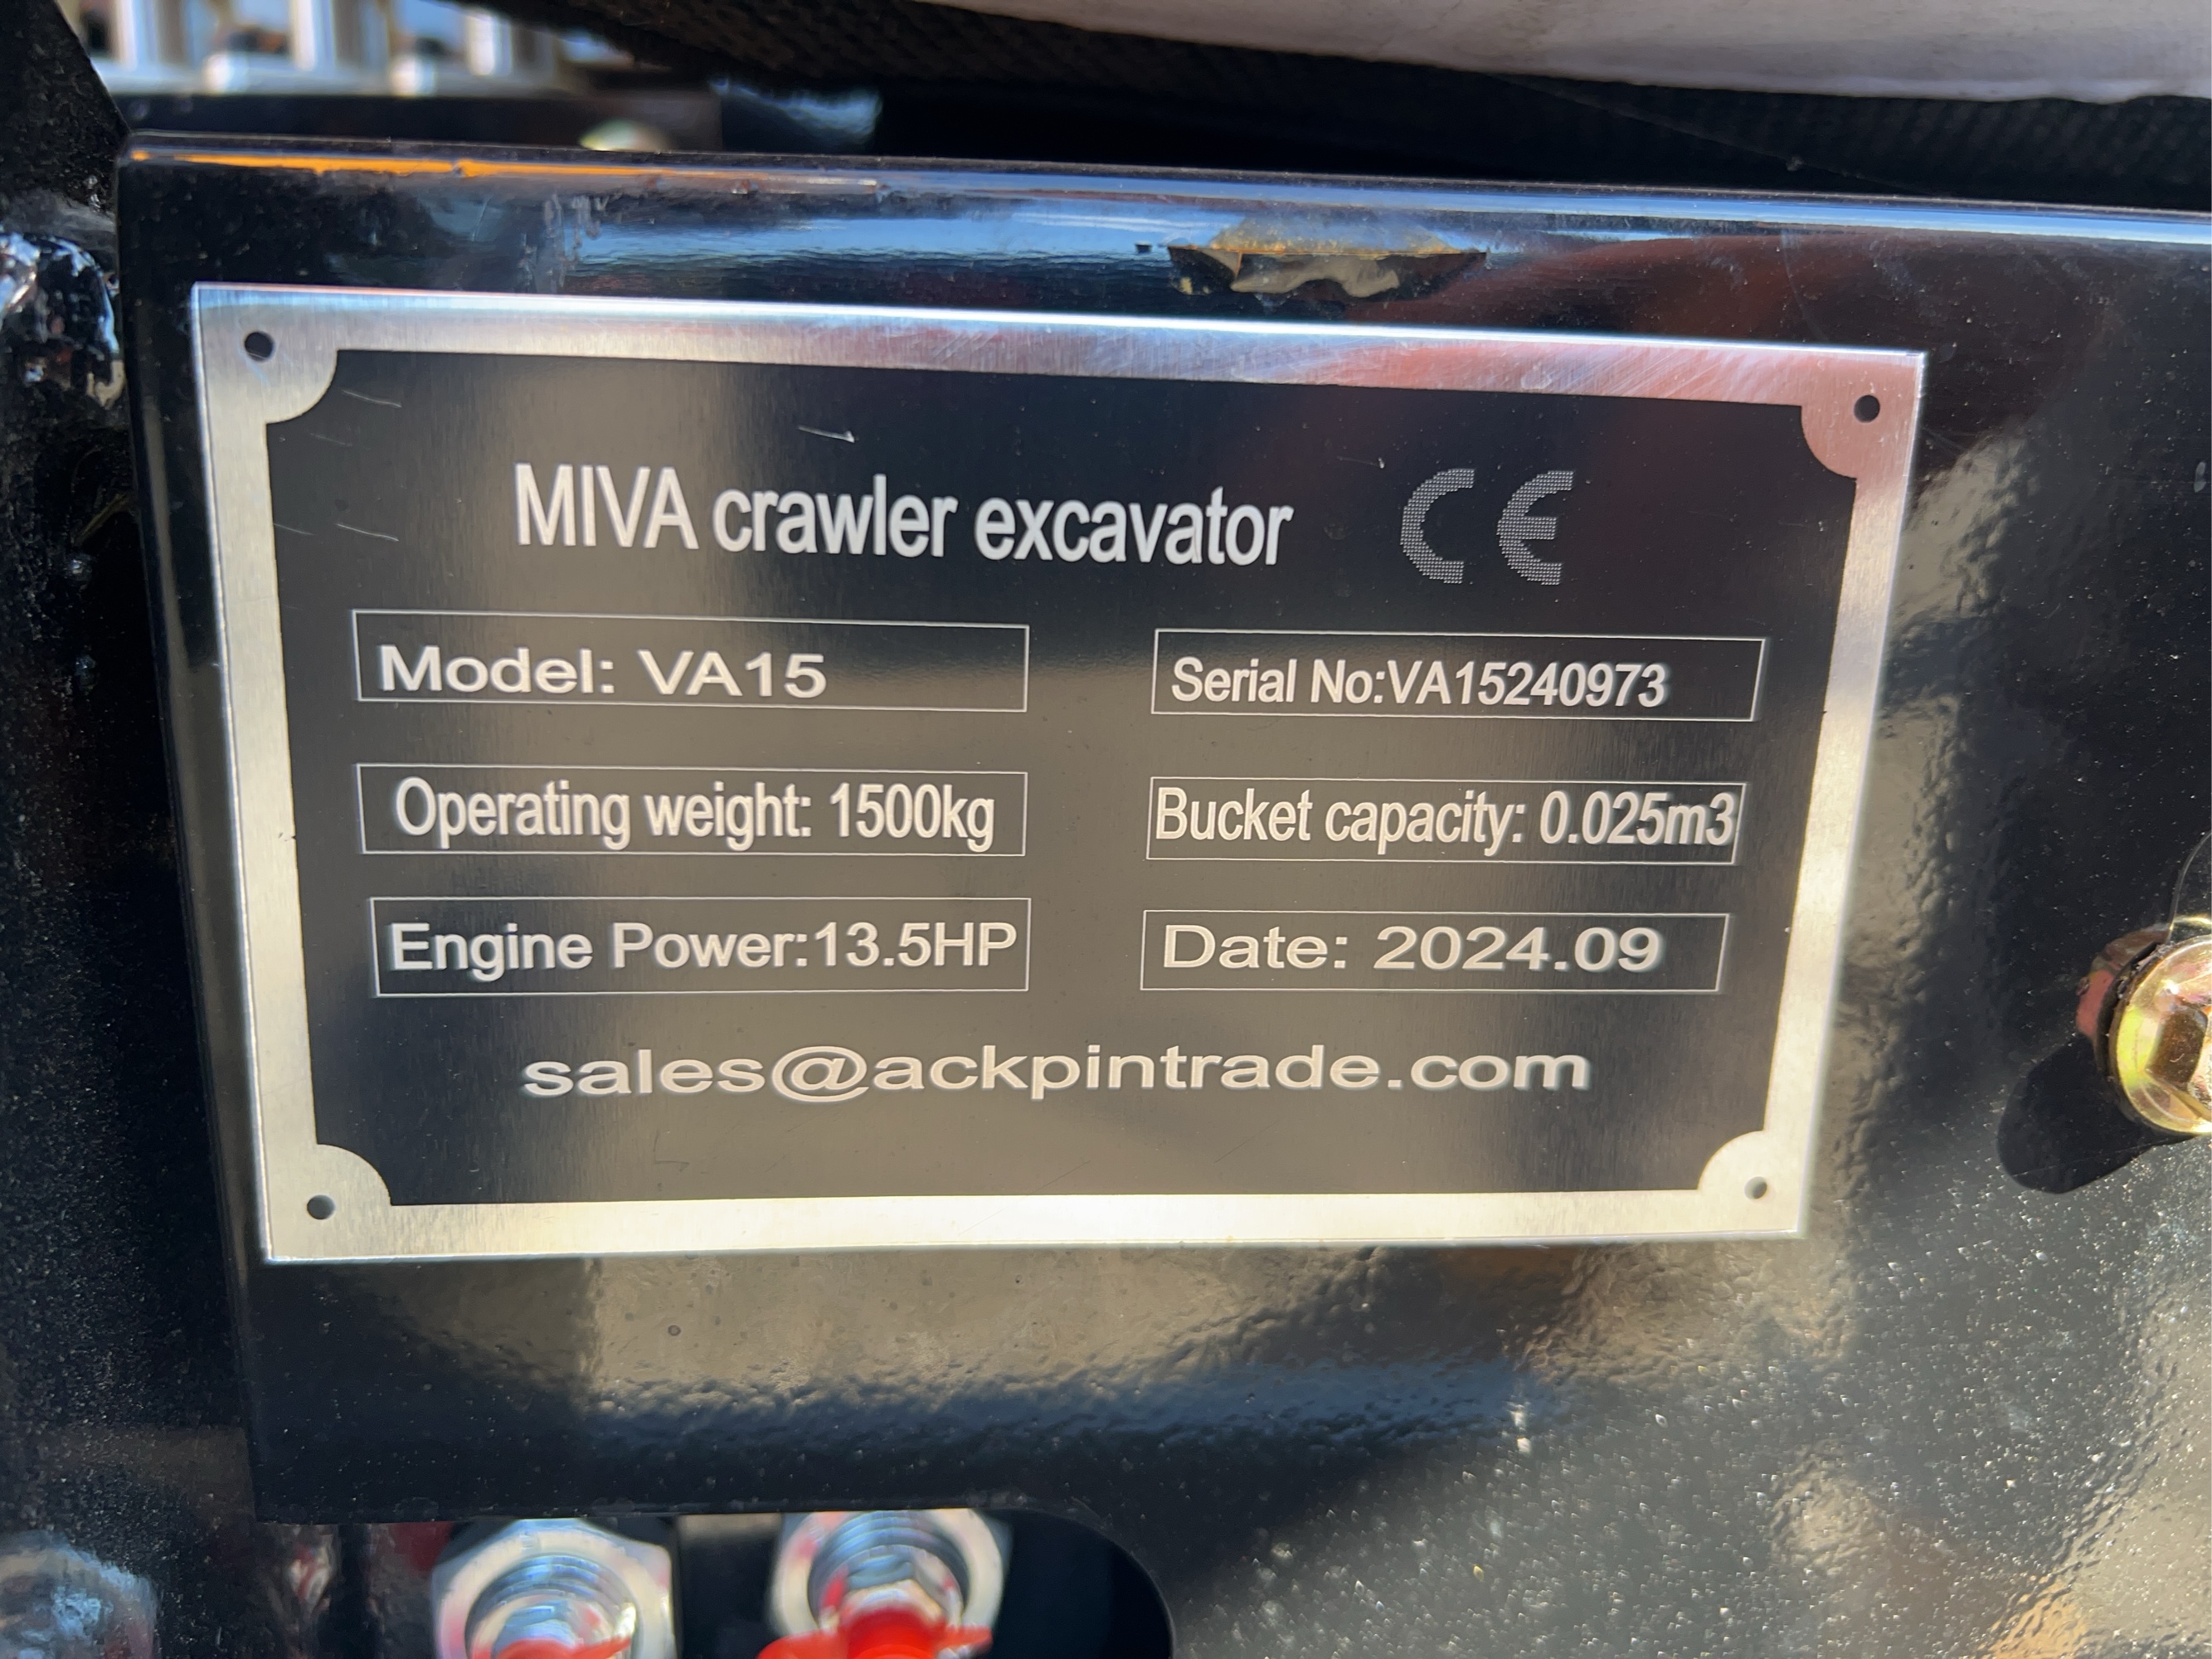 MIVA crawler excavator CE
Model: VA15
Serial No:VA15240973
Operating weight: 1500kg
Bucket capacity: 0.025m3
Engine Power:13.5HP
Date: 2024.09
sales@ackpintrade.com